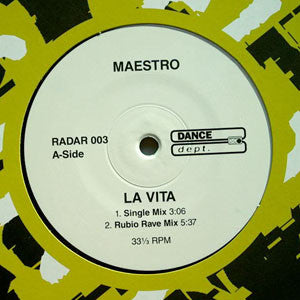 MAESTRO
RADAR 003
A-Side
DANCE
dept.
LA VITA
1. Single Mix 3:06
2. Rubio Rave Mix 5:37
33⅓ RPM